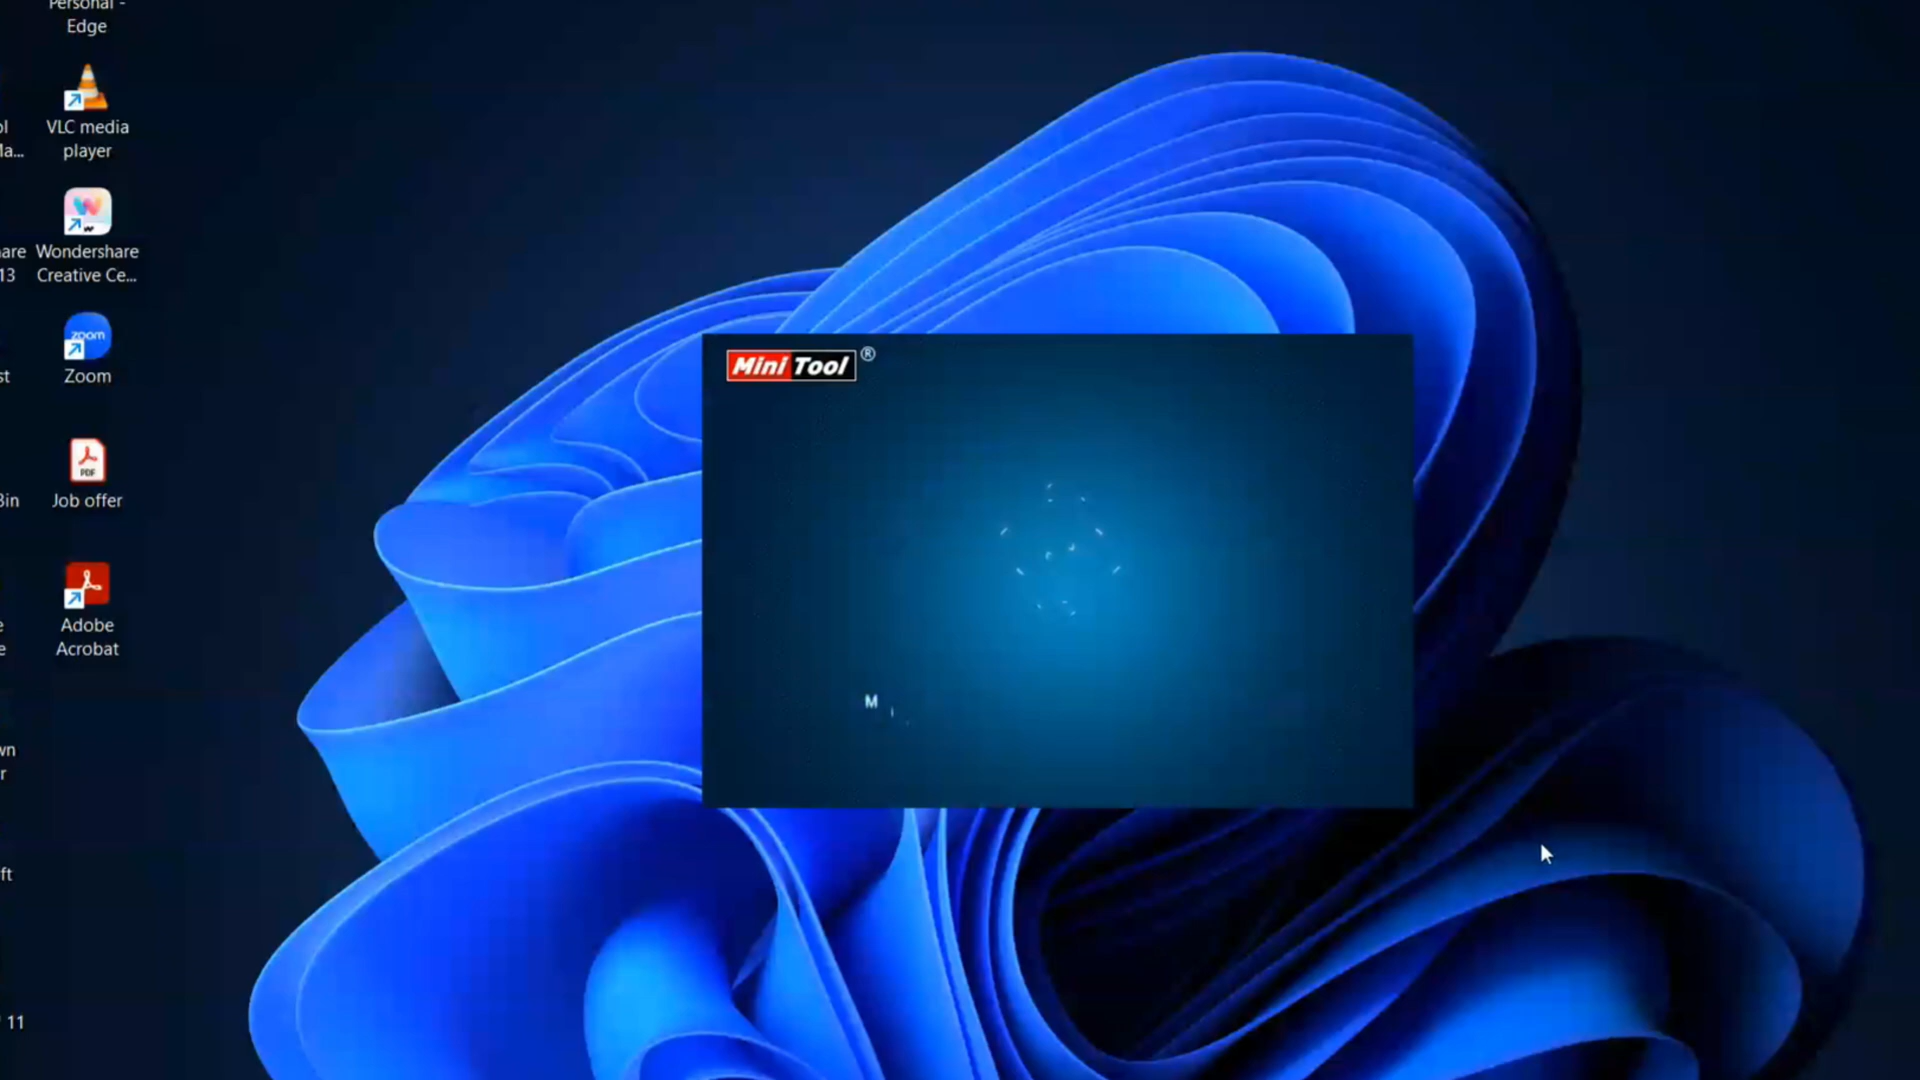 Personal -
Edge
VLC media
player
Wondershare
Creative Ce...
zoom
Zoom
PDF
Job offer
Adobe
Acrobat
Mini Tool ®
M
11